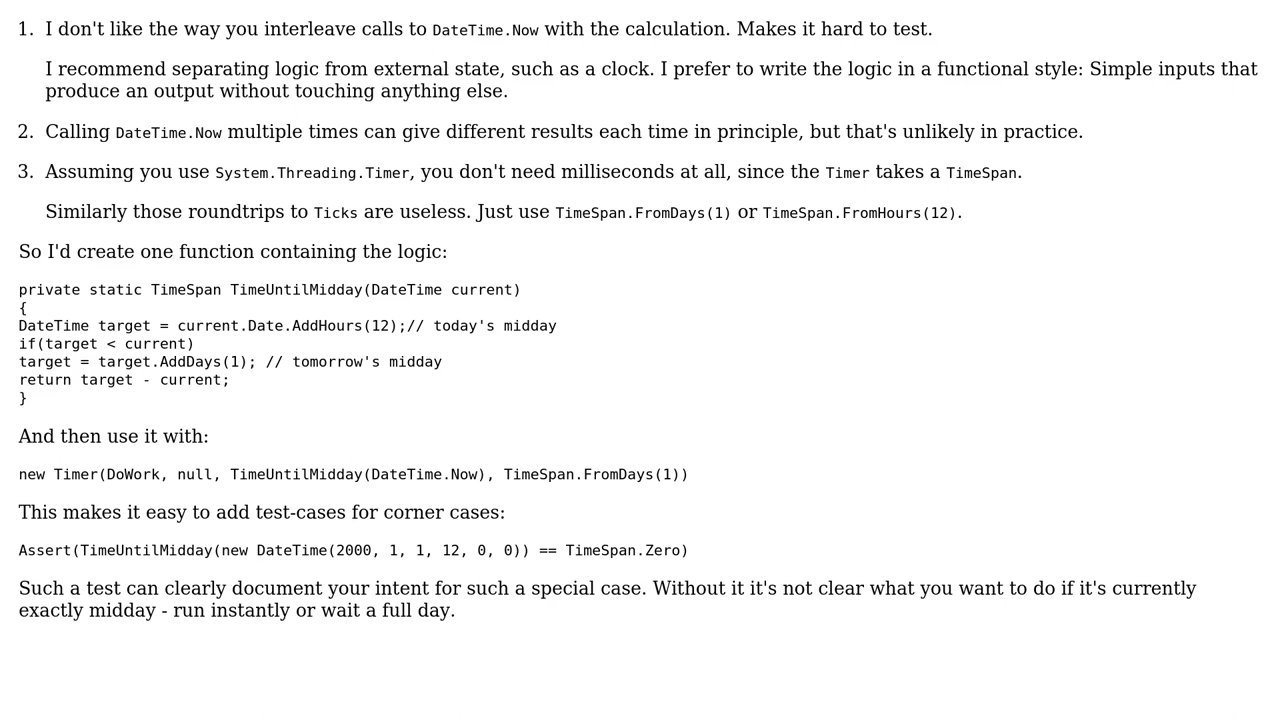 1. I don't like the way you interleave calls to DateTime.Now with the calculation. Makes it hard to test.
I recommend separating logic from external state, such as a clock. I prefer to write the logic in a functional style: Simple inputs that
produce an output without touching anything else.
2. Calling DateTime.Now multiple times can give different results each time in principle, but that's unlikely in practice.
3. Assuming you use System.Threading.Timer, you don't need milliseconds at all, since the Timer takes a TimeSpan.
Similarly those roundtrips to Ticks are useless. Just use TimeSpan.FromDays(1) or TimeSpan.FromHours(12).
So I'd create one function containing the logic:
private static TimeSpan TimeUntilMidday(DateTime current)
{
DateTime target = current.Date.AddHours(12);// today's midday
if(target < current)
target = target.AddDays(1); // tomorrow's midday
return target - current;
}
And then use it with:
new Timer(DoWork, null, TimeUntilMidday(DateTime.Now), TimeSpan.FromDays(1))
This makes it easy to add test-cases for corner cases:
Assert(TimeUntilMidday(new DateTime(2000, 1, 1, 12, 0, 0)) == TimeSpan.Zero)
Such a test can clearly document your intent for such a special case. Without it it's not clear what you want to do if it's currently
exactly midday - run instantly or wait a full day.